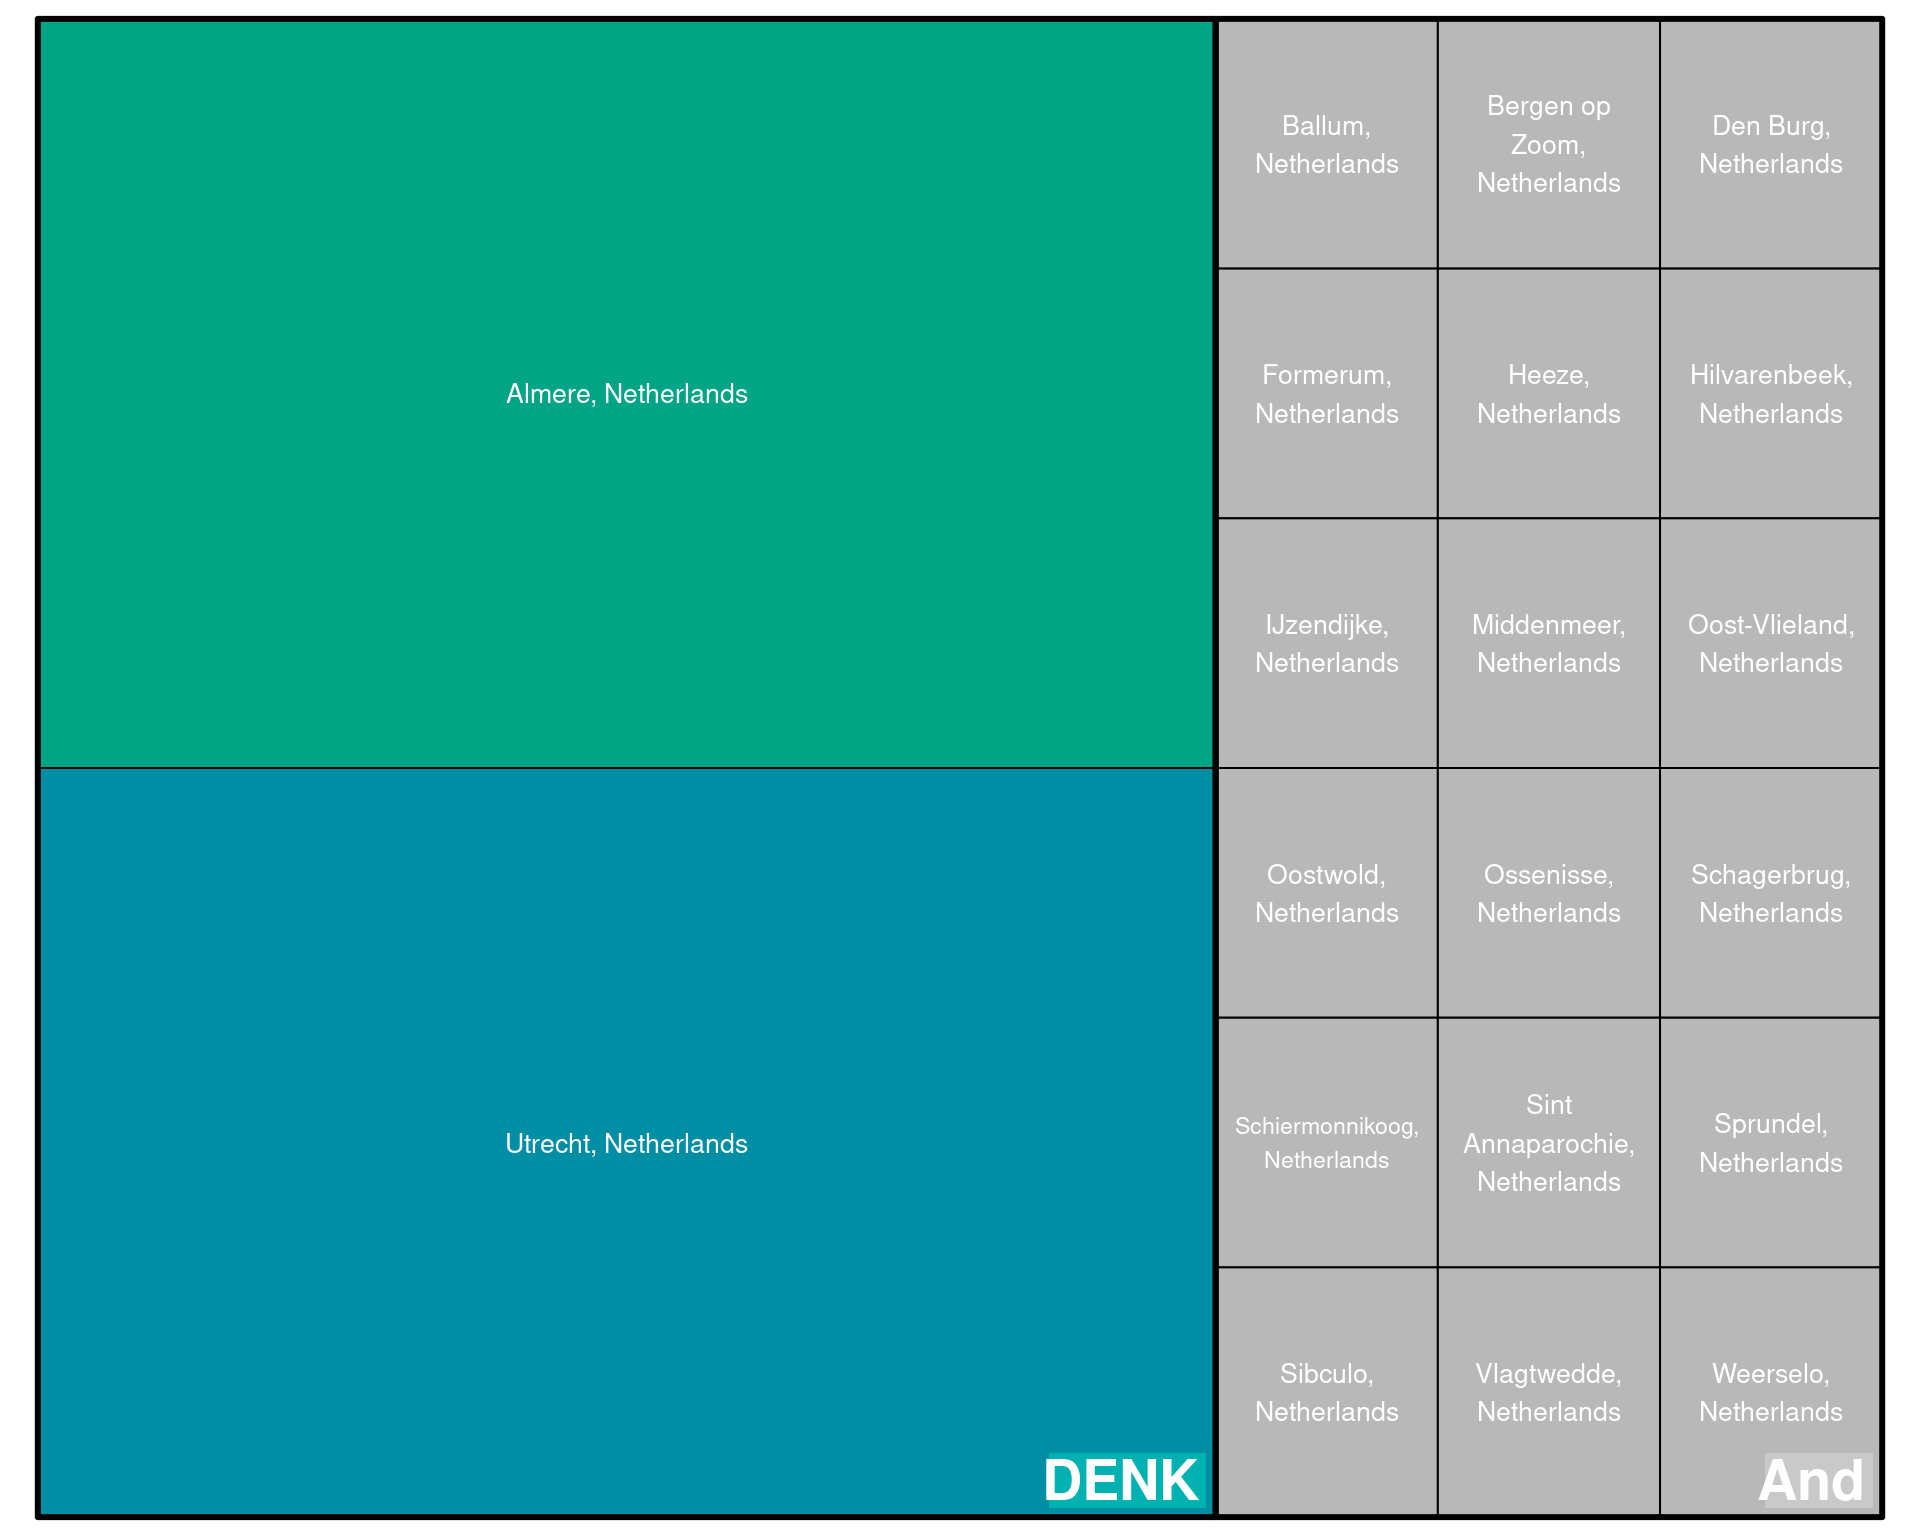 Almere, Netherlands
Utrecht, Netherlands
DENK
Ballum,
Netherlands
Bergen op
Zoom,
Netherlands
Den Burg,
Netherlands
Formerum,
Netherlands
Heeze,
Netherlands
Hilvarenbeek,
Netherlands
IJzendijke,
Netherlands
Middenmeer,
Netherlands
Oost-Vlieland,
Netherlands
Oostwold,
Netherlands
Ossenisse,
Netherlands
Schagerbrug,
Netherlands
Schiermonnikoog,
Netherlands
Sint
Annaparochie,
Netherlands
Sprundel,
Netherlands
Sibculo,
Netherlands
Vlagtwedde,
Netherlands
Weerselo,
Netherlands
And